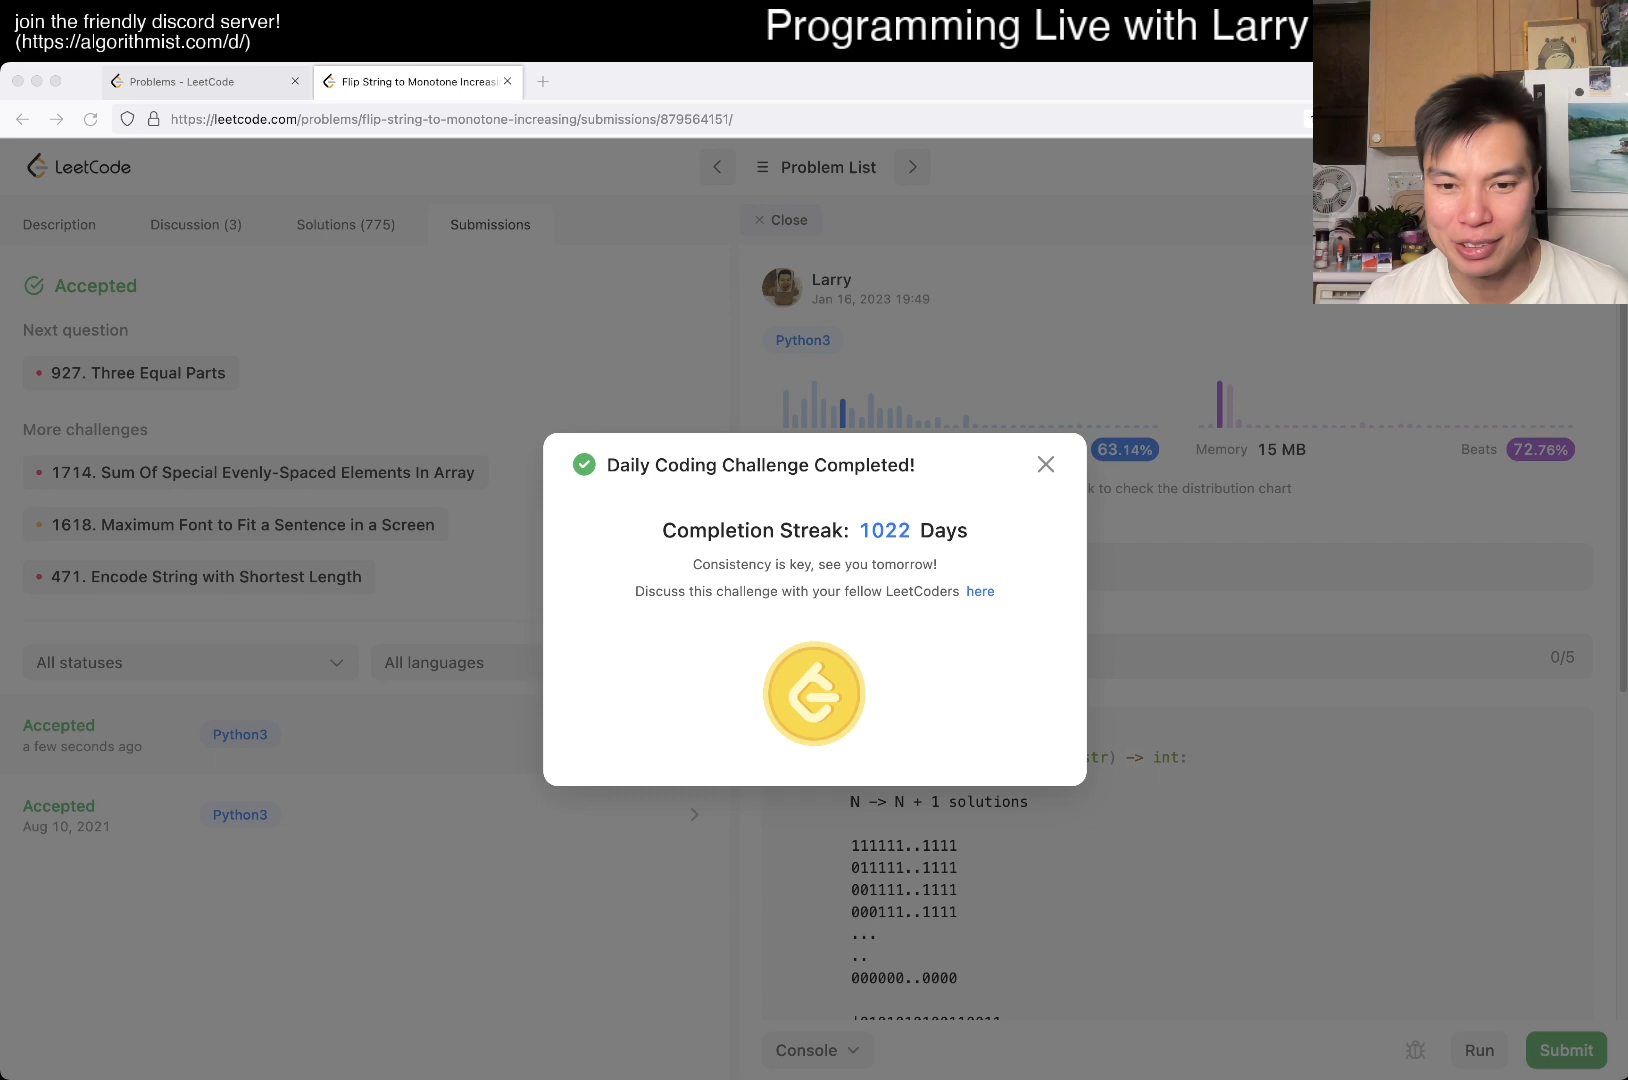 join the friendly discord server!
(https://algorithmist.com/d/)
Programming Live with Larry
Problems - LeetCode
Flip String to Monotone Increasi
https://leetcode.com/problems/flip-string-to-monotone-increasing/submissions/879564151/
LeetCode
Problem List
Description
Discussion (3)
Solutions (775)
Submissions
Close
Accepted
Next question
927. Three Equal Parts
More challenges
1714. Sum Of Special Evenly-Spaced Elements In Array
1618. Maximum Font to Fit a Sentence in a Screen
471. Encode String with Shortest Length
All statuses
All languages
Accepted
a few seconds ago
Python3
Accepted
Aug 10, 2021
Python3
Larry
Jan 16, 2023 19:49
Python3
63.14%
Memory 15 MB
Beats 72.76%
k to check the distribution chart
Daily Coding Challenge Completed!
Completion Streak: 1022 Days
Consistency is key, see you tomorrow!
Discuss this challenge with your fellow LeetCoders here
0/5
str) -> int:
N -> N + 1 solutions
111111..1111
011111..1111
001111..1111
000111..1111
...
..
000000..0000
Console
Run
Submit